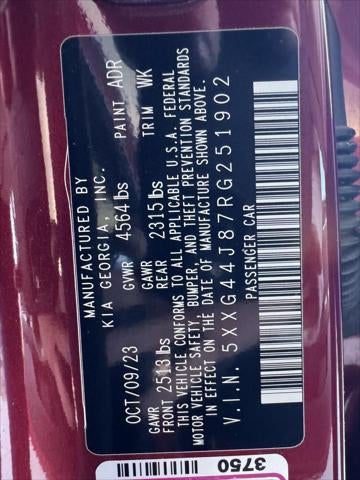 MANUFACTURED BY
KIA GEORGIA, INC.
OCT/09/23 GVWR 4564lbs PAINT ADR
GAWR FRONT 2513lbs GAWR REAR 2315lbs TRIM WK
THIS VEHICLE CONFORMS TO ALL APPLICABLE U.S.A. FEDERAL
MOTOR VEHICLE SAFETY, BUMPER, AND THEFT PREVENTION STANDARDS
IN EFFECT ON THE DATE OF MANUFACTURE SHOWN ABOVE.
V.I.N. 5XXG44J87RG251902
PASSENGER CAR
3750